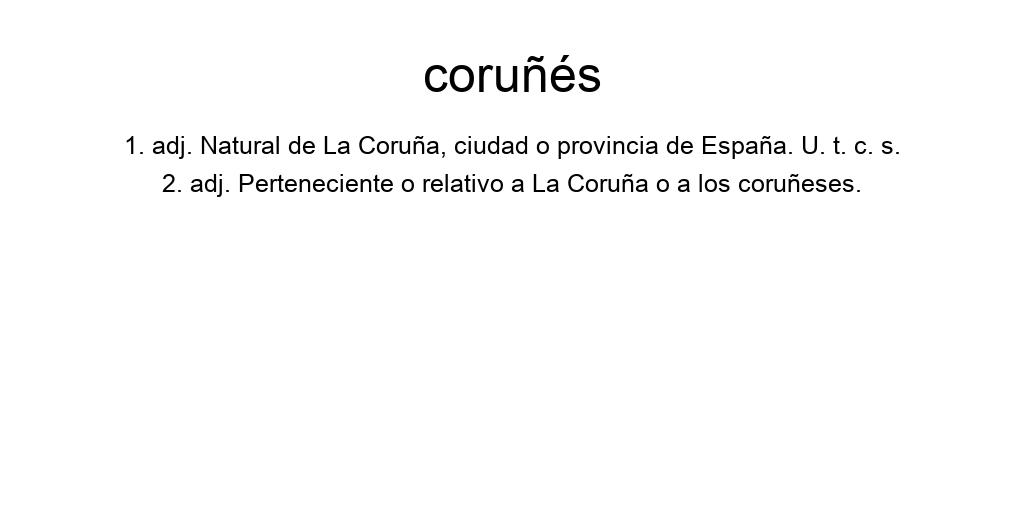 coruñés
1. adj. Natural de La Coruña, ciudad o provincia de España. U. t. c. s.
2. adj. Perteneciente o relativo a La Coruña o a los coruñeses.